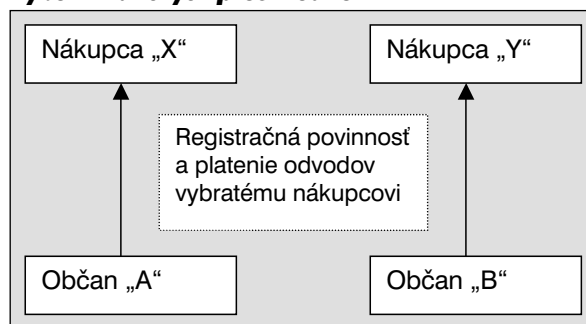 Nákupca „X“
Nákupca „Y“
Registračná povinnosť
a platenie odvodov
vybratému nákupcovi
Občan „A“
Občan „B“